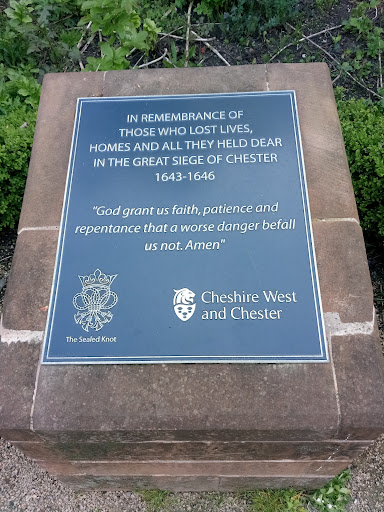 IN REMEMBRANCE OF
THOSE WHO LOST LIVES,
HOMES AND ALL THEY HELD DEAR
IN THE GREAT SIEGE OF CHESTER
1643-1646
"God grant us faith, patience and
repentance that a worse danger befall
us not. Amen"
The Sealed Knot
Cheshire West
and Chester